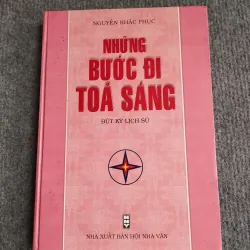 NGUYỄN KHẮC PHỤC
NHỮNG
BƯỚC ĐI
TOẢ SÁNG
BÚT KÝ LỊCH SỬ
NHÀ XUẤT BẢN HỘI NHÀ VĂN